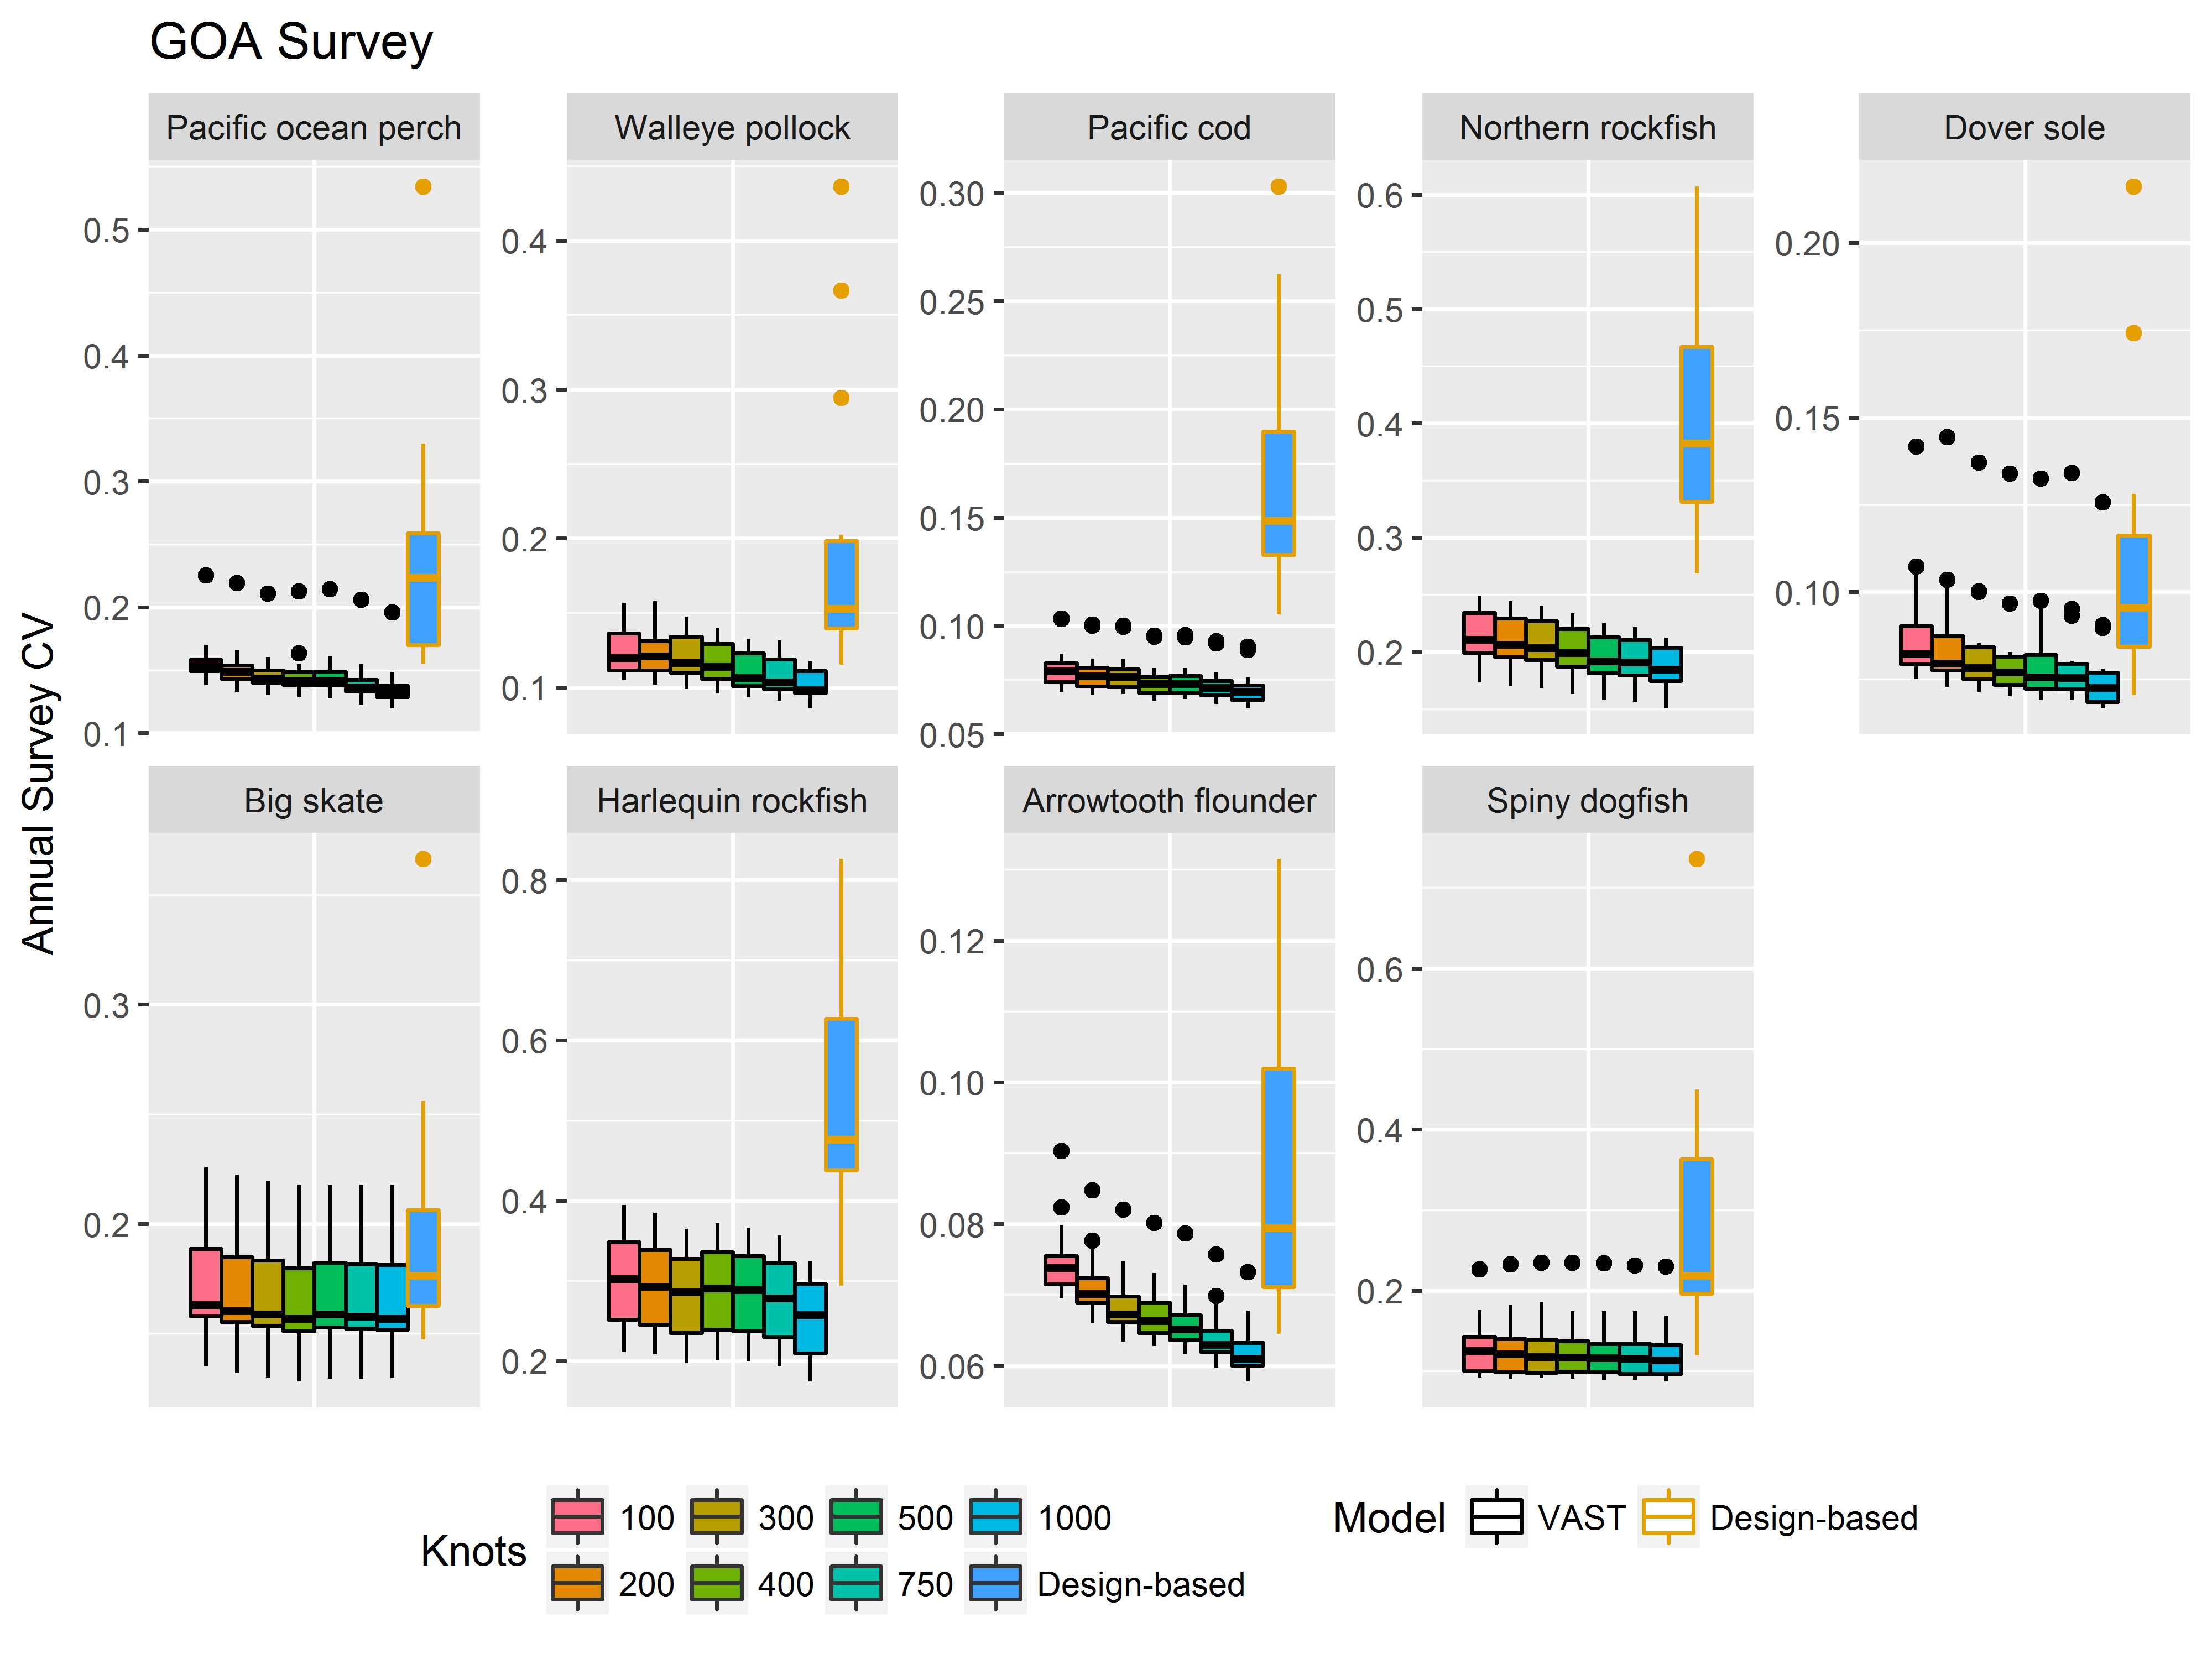 GOA Survey
Pacific ocean perch
Walleye pollock
Pacific cod
Northern rockfish
Dover sole
0.5
0.4
0.3
0.2
0.1
0.4
0.3
0.2
0.1
0.30
0.25
0.20
0.15
0.10
0.05
0.6
0.5
0.4
0.3
0.2
0.20
0.15
0.10
Annual Survey CV
Big skate
Harlequin rockfish
Arrowtooth flounder
Spiny dogfish
0.3
0.2
0.8
0.6
0.4
0.2
0.12
0.10
0.08
0.06
0.6
0.4
0.2
Knots
100
300
500
1000
200
400
750
Design-based
Model
VAST
Design-based